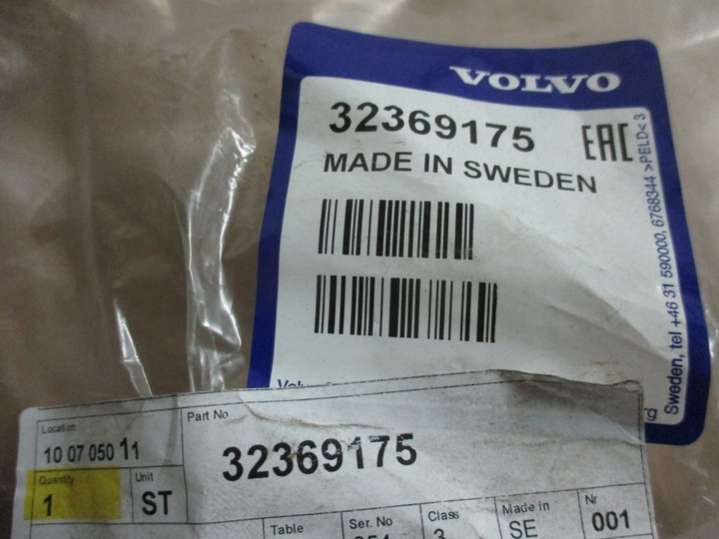 VOLVO
32369175
EAC
MADE IN SWEDEN
Sweden, tel +46 31 590000, 6768344 >PELD< 3
Location
10 07 050 11
Part No
32369175
Quantity
1
Unit
ST
Table
Ser. No
Class
3
Made in
SE
Nr
001